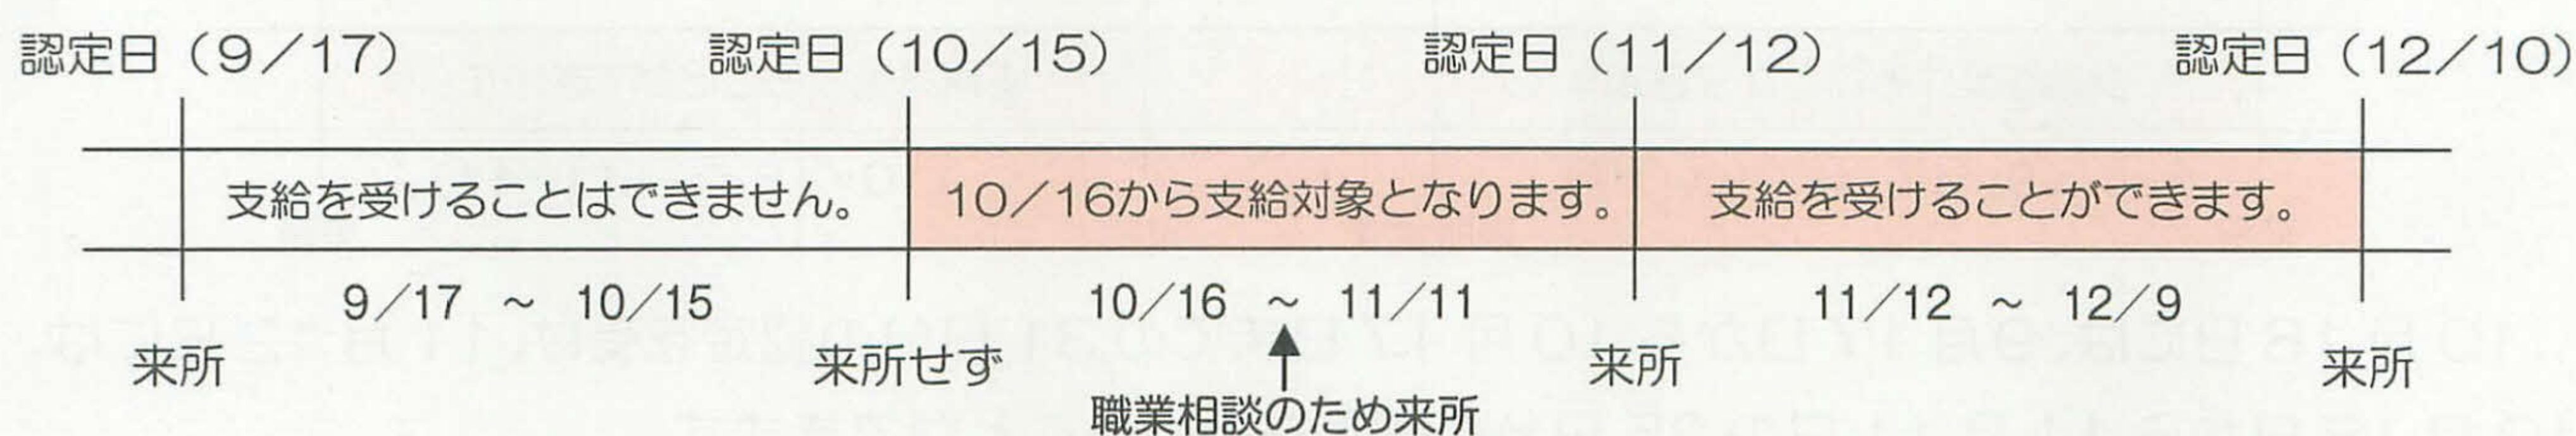 認定日（9／17） 認定日（10／15） 認定日（11／12） 認定日（12／10）
支給を受けることはできません。 10／16から支給対象となります。 支給を受けることができます。
9／17 ～ 10／15 10／16 ～ 11／11 11／12 ～ 12／9
来所 来所せず 来所 来所
職業相談のため来所